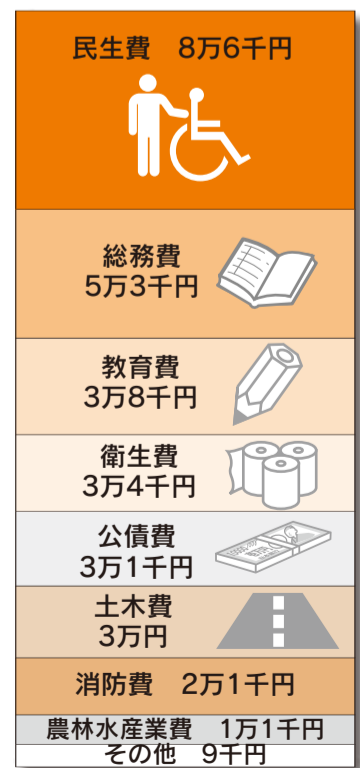 民生費　8万6千円
総務費
5万3千円
教育費
3万8千円
衛生費
3万4千円
公債費
3万1千円
土木費
3万円
消防費　2万1千円
農林水産業費　1万1千円
その他　9千円